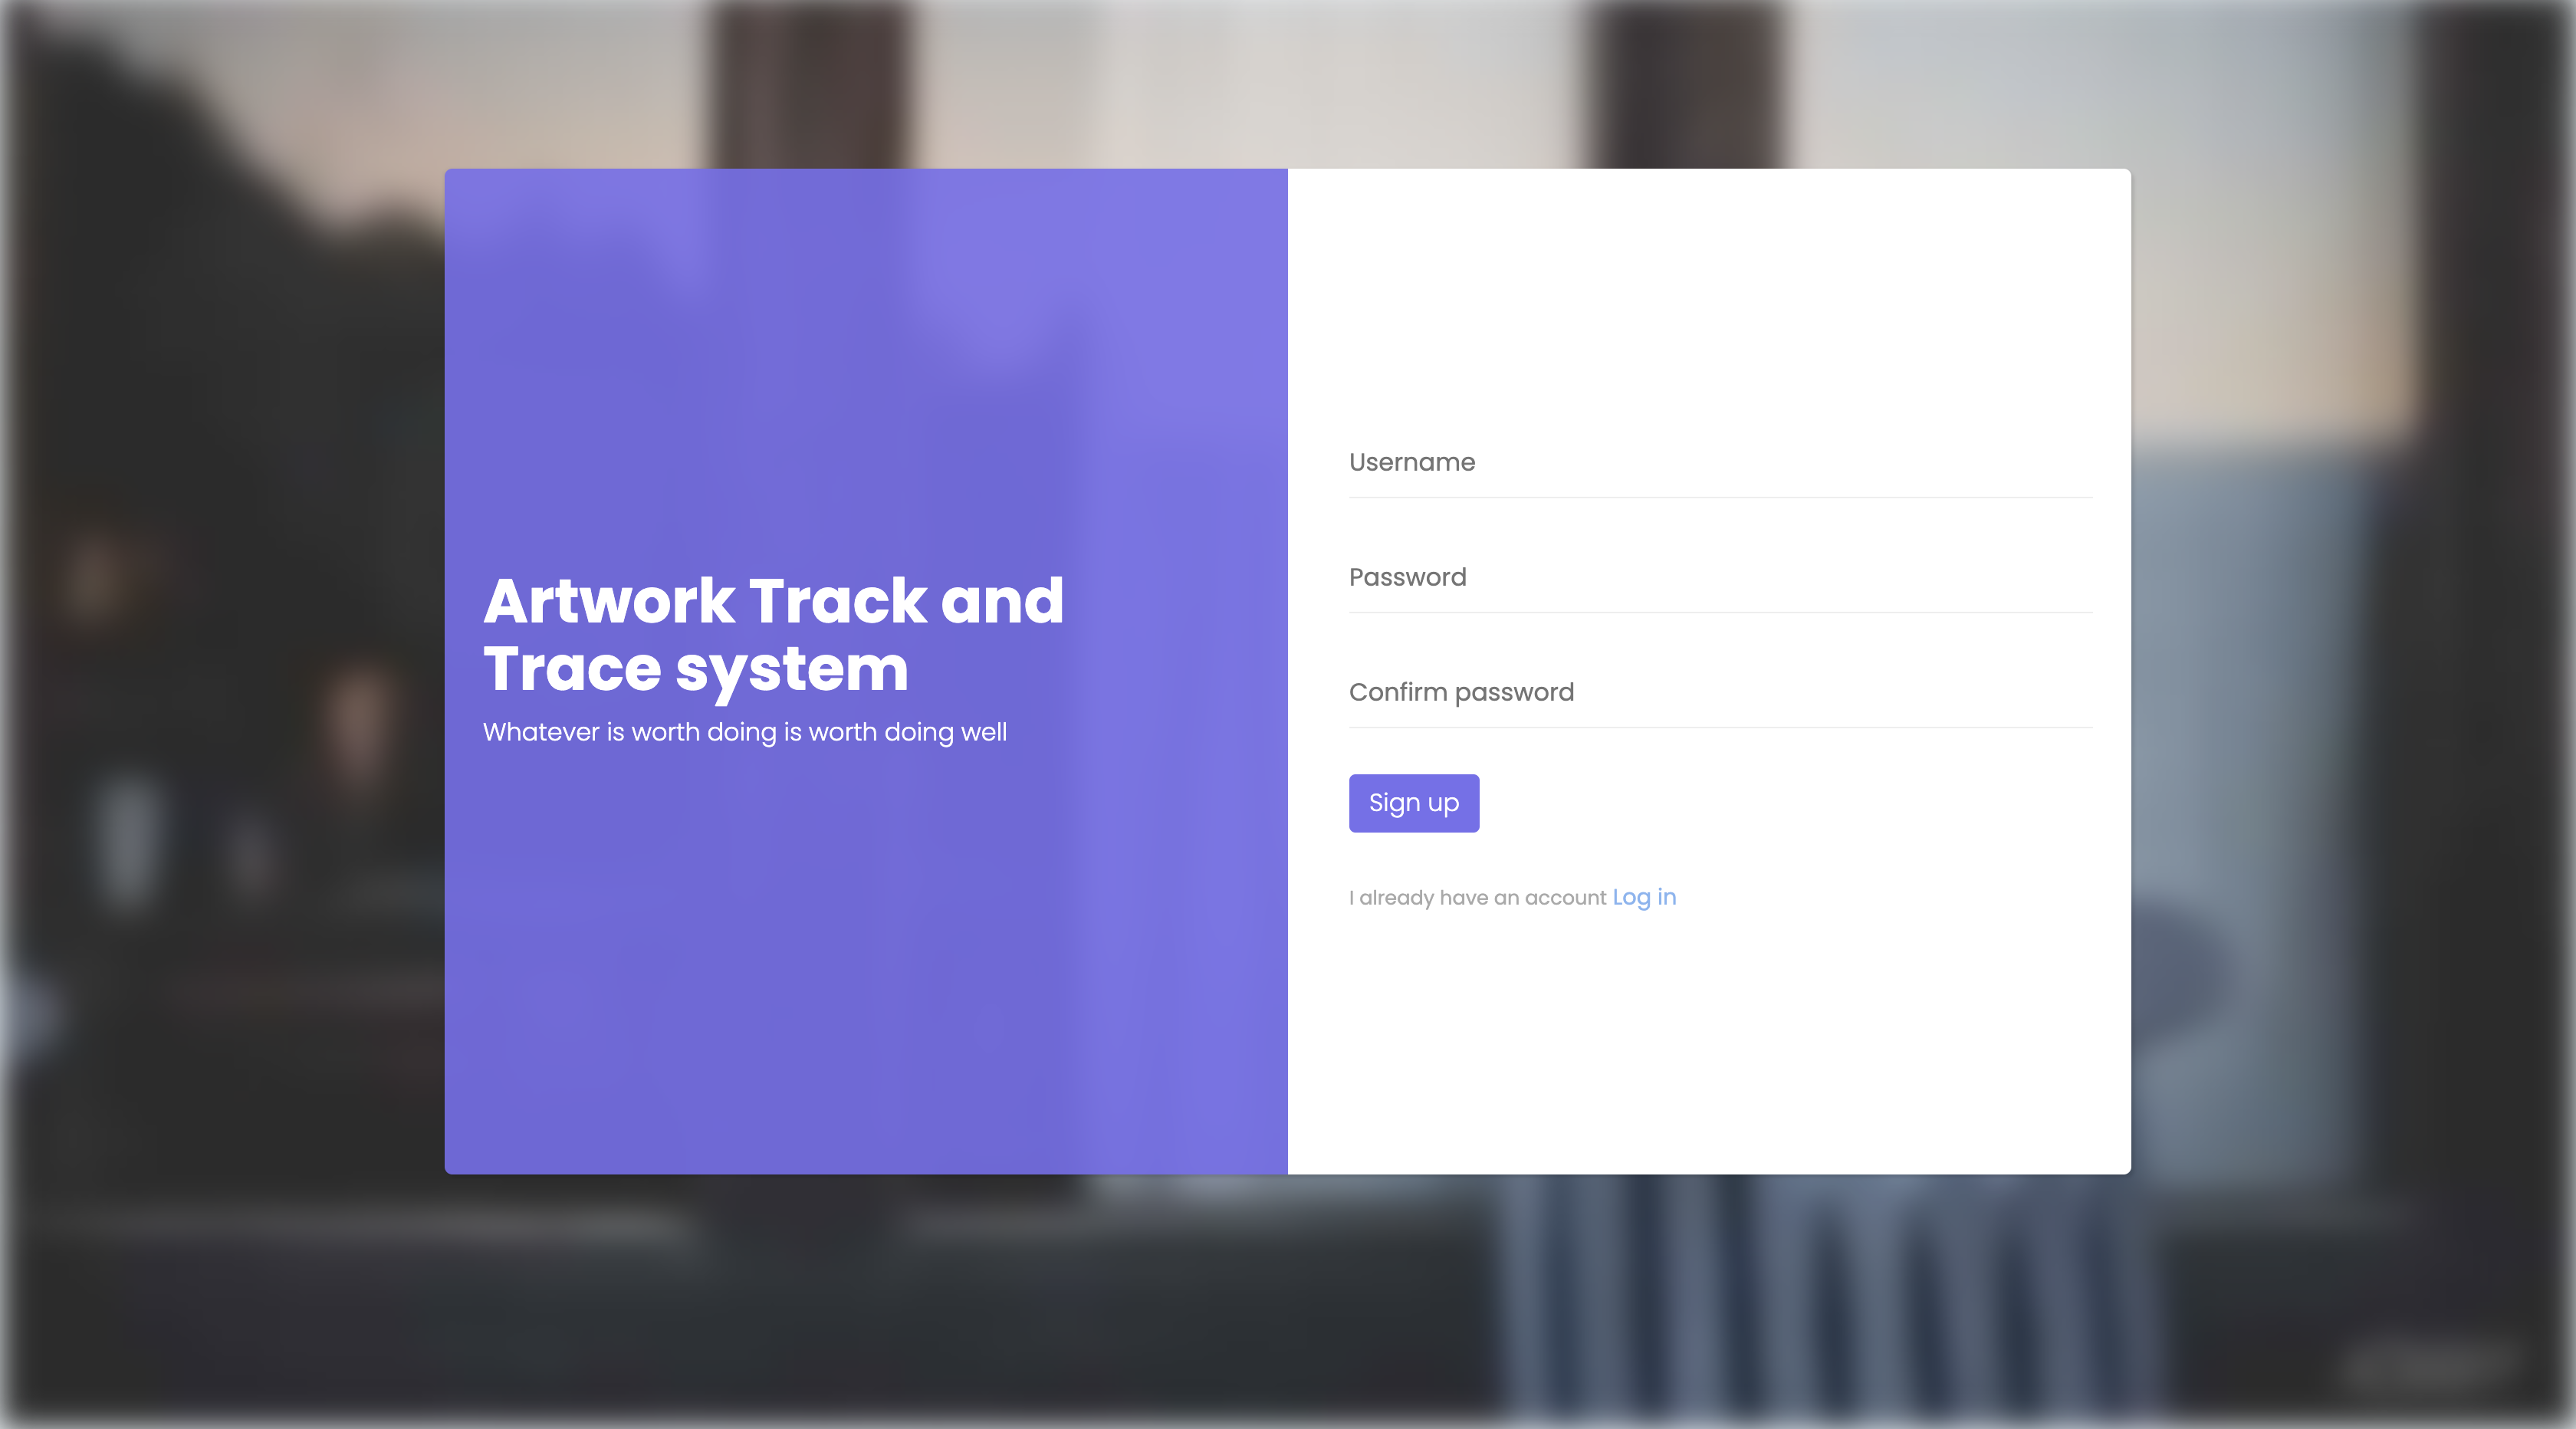 Artwork Track and
Trace system
Whatever is worth doing is worth doing well
Username
Password
Confirm password
Sign up
I already have an account Log in